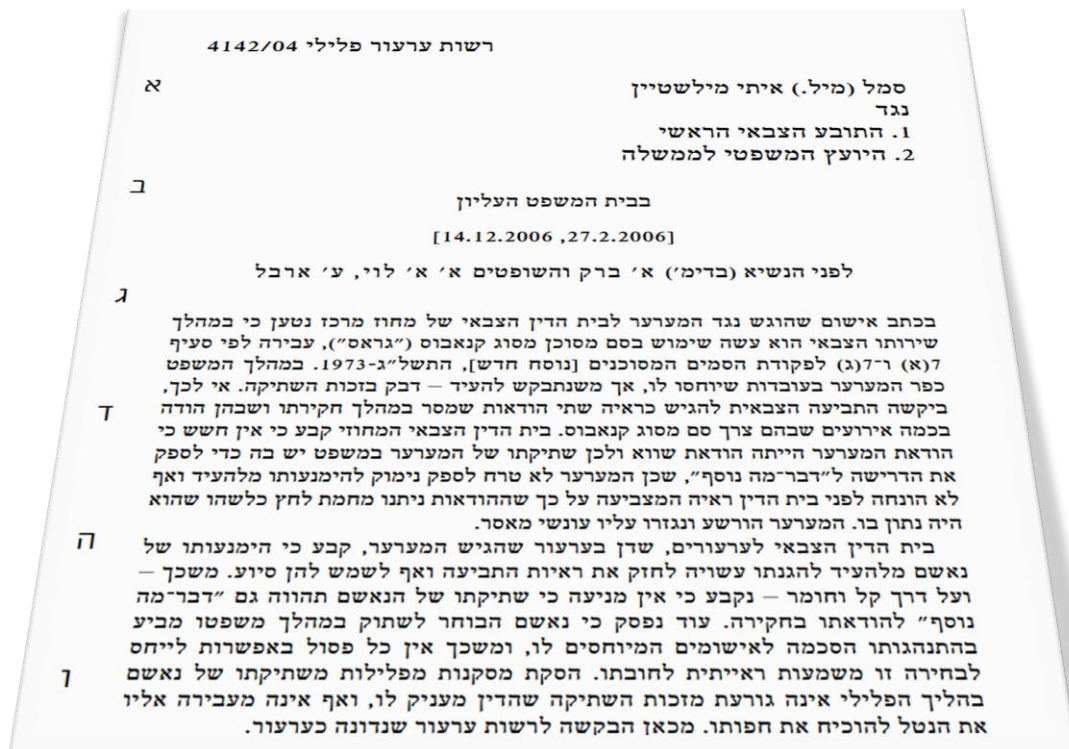 רשות ערעור פלילי 4142/04
א
סמל (מיל.) איתי מילשטיין
נגד
1. התובע הצבאי הראשי
2. היועץ המשפטי לממשלה
ב
בבית המשפט העליון
[14.12.2006 ,27.2.2006]
לפני הנשיא (בדימ׳) א׳ ברק והשופטים א׳ א׳ לוי, ע׳ ארבל
ג
בכתב אישום שהוגש נגד המערער לבית הדין הצבאי של מחוז מרכז נטען כי במהלך
שירותו הצבאי הוא עשה שימוש בסם מסוכן מסוג קנאבוס (״גראס״), עבירה לפי סעיף
7(א) ו־7(ג) לפקודת הסמים המסוכנים [נוסח חדש], התשל״ג-1973. במהלך המשפט
כפר המערער בעובדות שיוחסו לו, אך משנתבקש להעיד – דבק בזכות השתיקה. אי לכך,
ד
ביקשה התביעה הצבאית להגיש כראיה שתי הודאות שמסר במהלך חקירתו ושבהן הודה
בכמה אירועים שבהם צרך סם מסוג קנאבוס. בית הדין הצבאי המחוזי קבע כי אין חשש כי
הודאת המערער הייתה הודאת שווא ולכן שתיקתו של המערער במשפט יש בה כדי לספק
את הדרישה ל״דבר־מה נוסף״, שכן המערער לא טרח לספק נימוק להימנעותו מלהעיד ואף
לא הונחה לפני בית הדין ראיה המצביעה על כך שההודאות ניתנו מחמת לחץ כלשהו שהוא
היה נתון בו. המערער הורשע ונגזרו עליו עונשי מאסר.
ה
בית הדין הצבאי לערעורים, שדן בערעור שהגיש המערער, קבע כי הימנעותו של
נאשם מלהעיד להגנתו עשויה לחזק את ראיות התביעה ואף לשמש להן סיוע. משכך –
ועל דרך קל וחומר – נקבע כי אין מניעה כי שתיקתו של הנאשם תהווה גם ״דבר־מה
נוסף״ להודאתו בחקירה. עוד נפסק כי נאשם הבוחר לשתוק במהלך משפטו מביע
בהתנהגותו הסכמה לאישומים המיוחסים לו, ומשכך אין כל פסול באפשרות לייחס
ו
לבחירה זו משמעות ראייתית לחובתו. הסקת מסקנות מפלילות משתיקתו של נאשם
בהליך הפלילי אינה גורעת מזכות השתיקה שהדין מעניק לו, ואף אינה מעבירה אליו
את הנטל להוכיח את חפותו. מכאן הבקשה לרשות ערעור שנדונה כערעור.